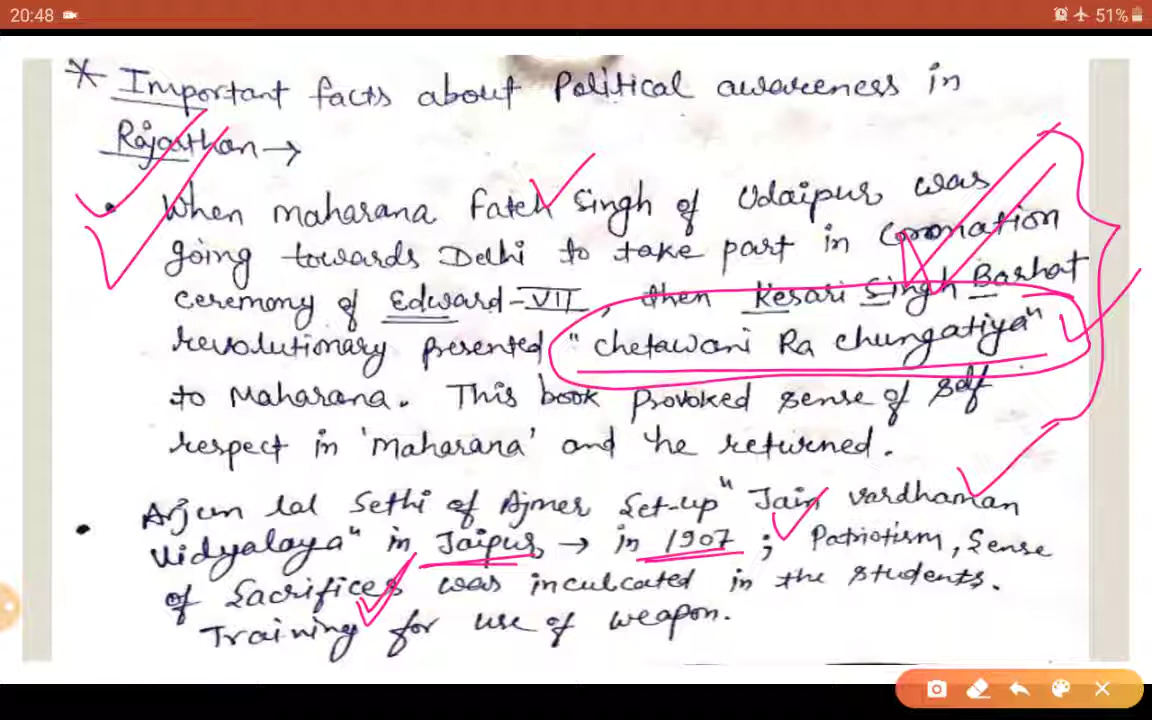 20:48
51%
* Important facts about Political awareness in
Rajasthan →
• When maharana Fateh Singh of Udaipur was
going towards Delhi to take part in Coronation
ceremony of Edward-VII, then Kesari Singh Barhat
revolutionary presented "chetawani Ra chungatiya"
to Maharana. This book provoked sense of self
respect in 'Maharana' and he returned.
• Arjun lal Sethi of Ajmer Set-up "Jain vardhaman
Vidyalaya" in Jaipur → in 1907 ; Patriotism, Sense
of Sacrifices was inculcated in the students.
Training for use of weapon.